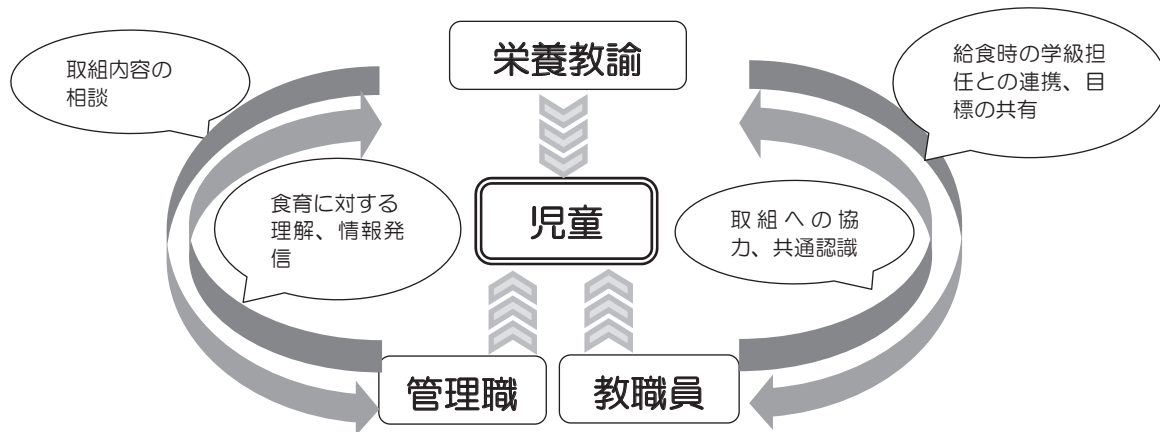 栄養教諭
取組内容の
相談
給食時の学級担
任との連携、目
標の共有
食育に対する
理解、情報発
信
児童
取組への協
力、共通認識
管理職
教職員